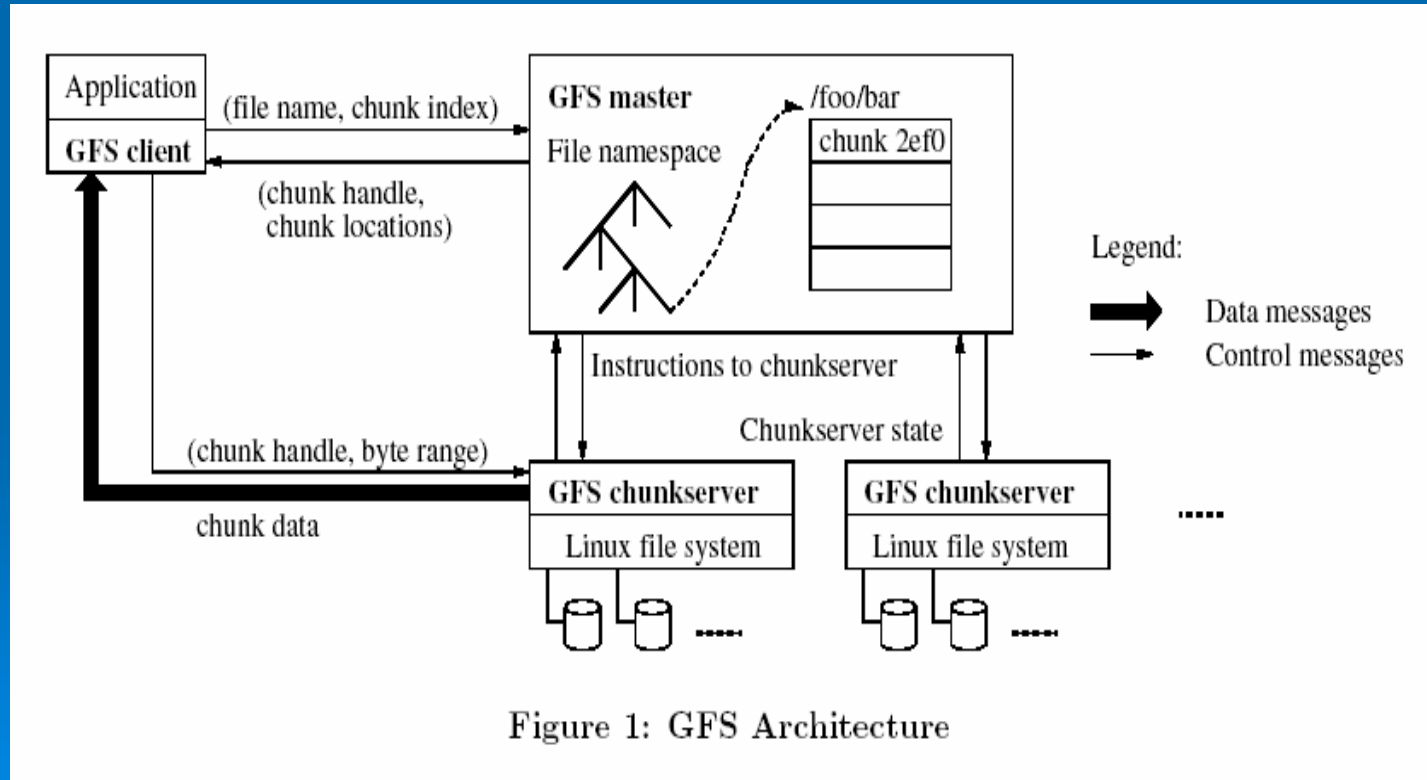 Application
GFS client
(file name, chunk index)
(chunk handle,
chunk locations)
GFS master
File namespace
/foo/bar
chunk 2ef0
Legend:
Data messages
Control messages
Instructions to chunkserver
Chunkserver state
(chunk handle, byte range)
chunk data
GFS chunkserver
Linux file system
GFS chunkserver
Linux file system
Figure 1: GFS Architecture